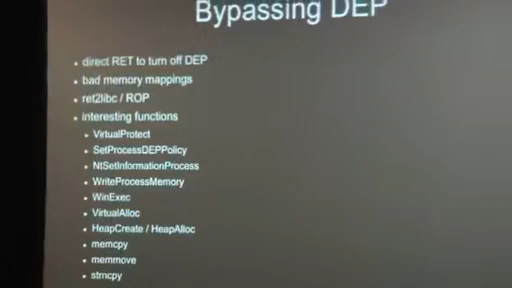 Bypassing DEP
direct RET to turn off DEP
bad memory mappings
ret2libc / ROP
interesting functions
VirtualProtect
SetProcessDEPPolicy
NtSetInformationProcess
WriteProcessMemory
WinExec
VirtualAlloc
HeapCreate / HeapAlloc
memcpy
memmove
strncpy